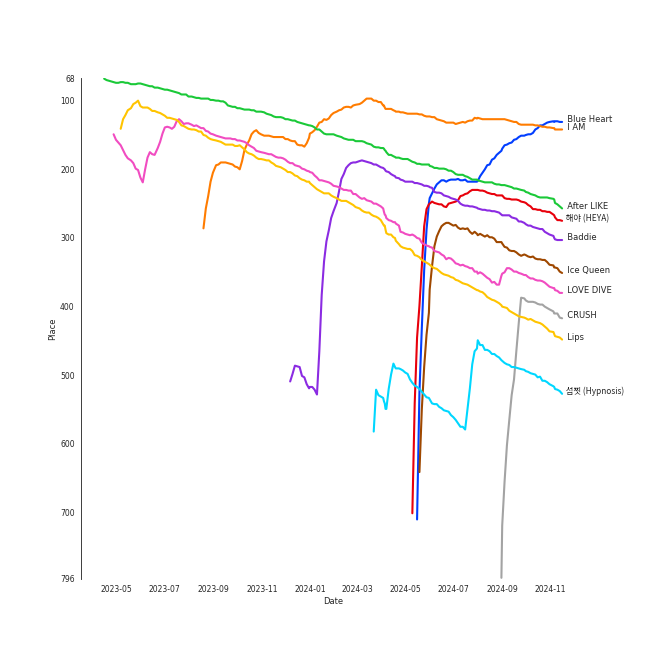 68
100
200
300
400
500
600
700
796
Place
2023-05
2023-07
2023-09
2023-11
2024-01
2024-03
2024-05
2024-07
2024-09
2024-11
Date
Blue Heart
I AM
After LIKE
해야 (HEYA)
Baddie
Ice Queen
LOVE DIVE
CRUSH
Lips
섬찟 (Hypnosis)